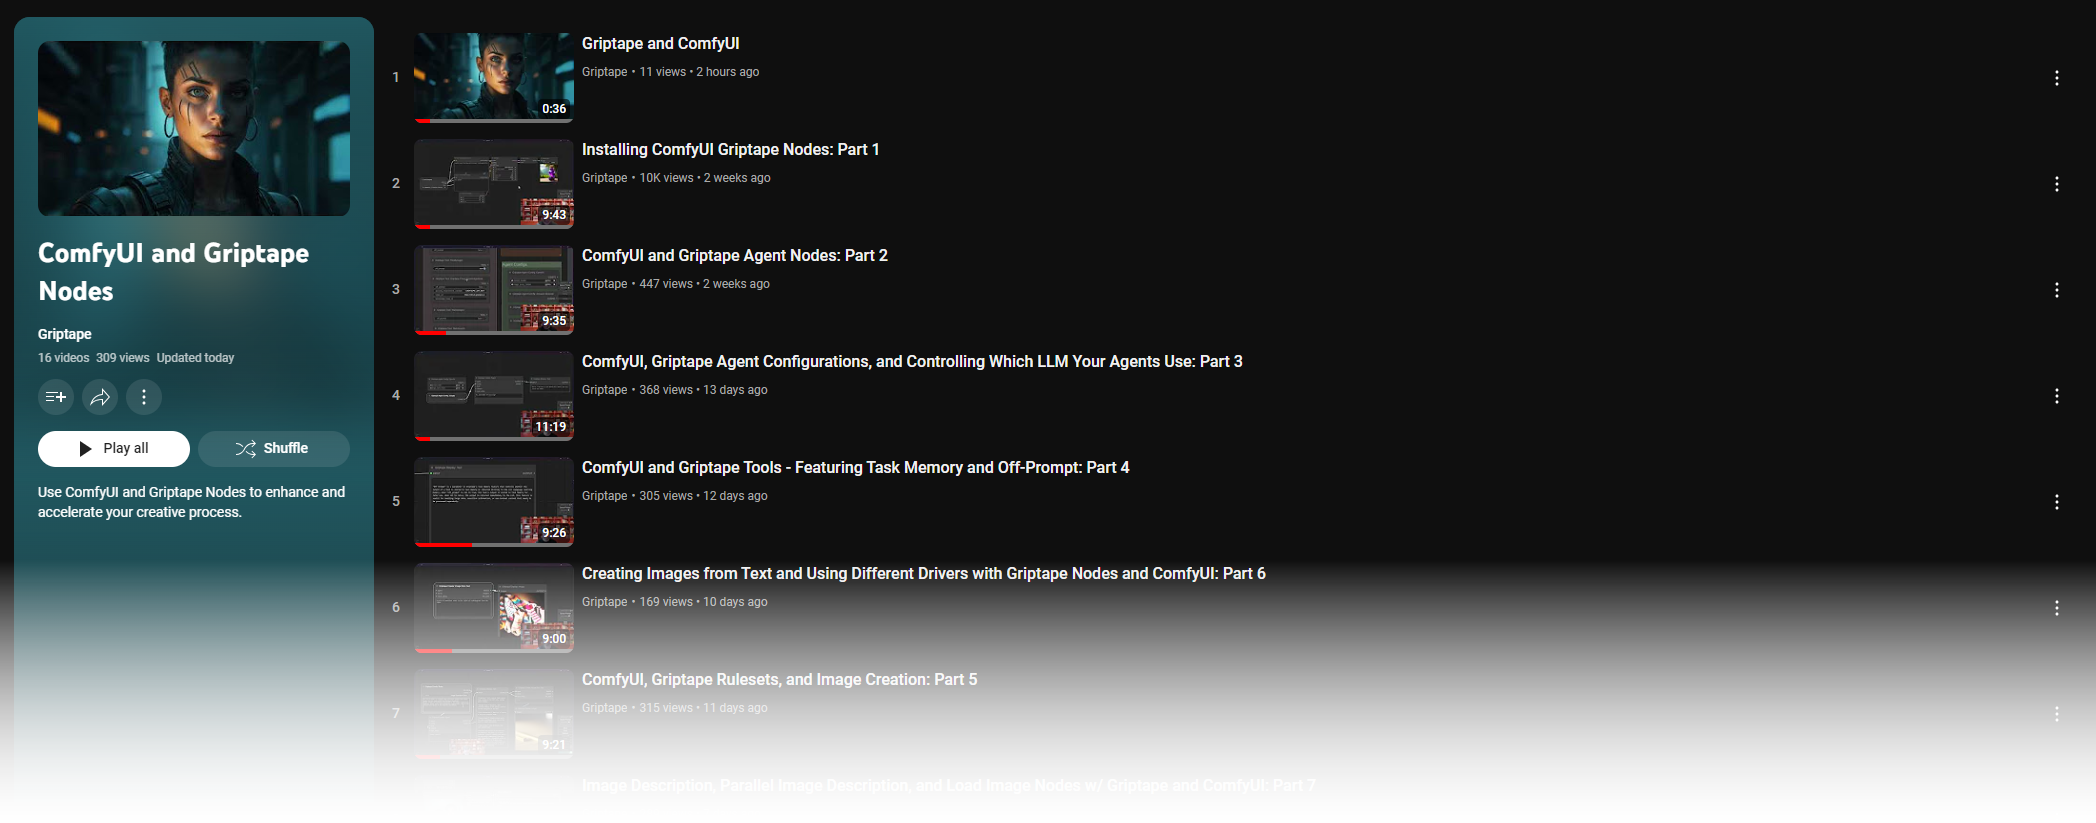 ComfyUI and Griptape
Nodes
Griptape
16 videos 309 views Updated today
Play all
Shuffle
Use ComfyUI and Griptape Nodes to enhance and
accelerate your creative process.
1
0:36
Griptape and ComfyUI
Griptape • 11 views • 2 hours ago
2
9:43
Installing ComfyUI Griptape Nodes: Part 1
Griptape • 10K views • 2 weeks ago
3
9:35
ComfyUI and Griptape Agent Nodes: Part 2
Griptape • 447 views • 2 weeks ago
4
11:19
ComfyUI, Griptape Agent Configurations, and Controlling Which LLM Your Agents Use: Part 3
Griptape • 368 views • 13 days ago
5
9:26
ComfyUI and Griptape Tools - Featuring Task Memory and Off-Prompt: Part 4
Griptape • 305 views • 12 days ago
6
9:00
Creating Images from Text and Using Different Drivers with Griptape Nodes and ComfyUI: Part 6
Griptape • 169 views • 10 days ago
7
9:21
ComfyUI, Griptape Rulesets, and Image Creation: Part 5
Griptape • 315 views • 11 days ago
Image Description, Parallel Image Description, and Load Image Nodes w/ Griptape and ComfyUI: Part 7